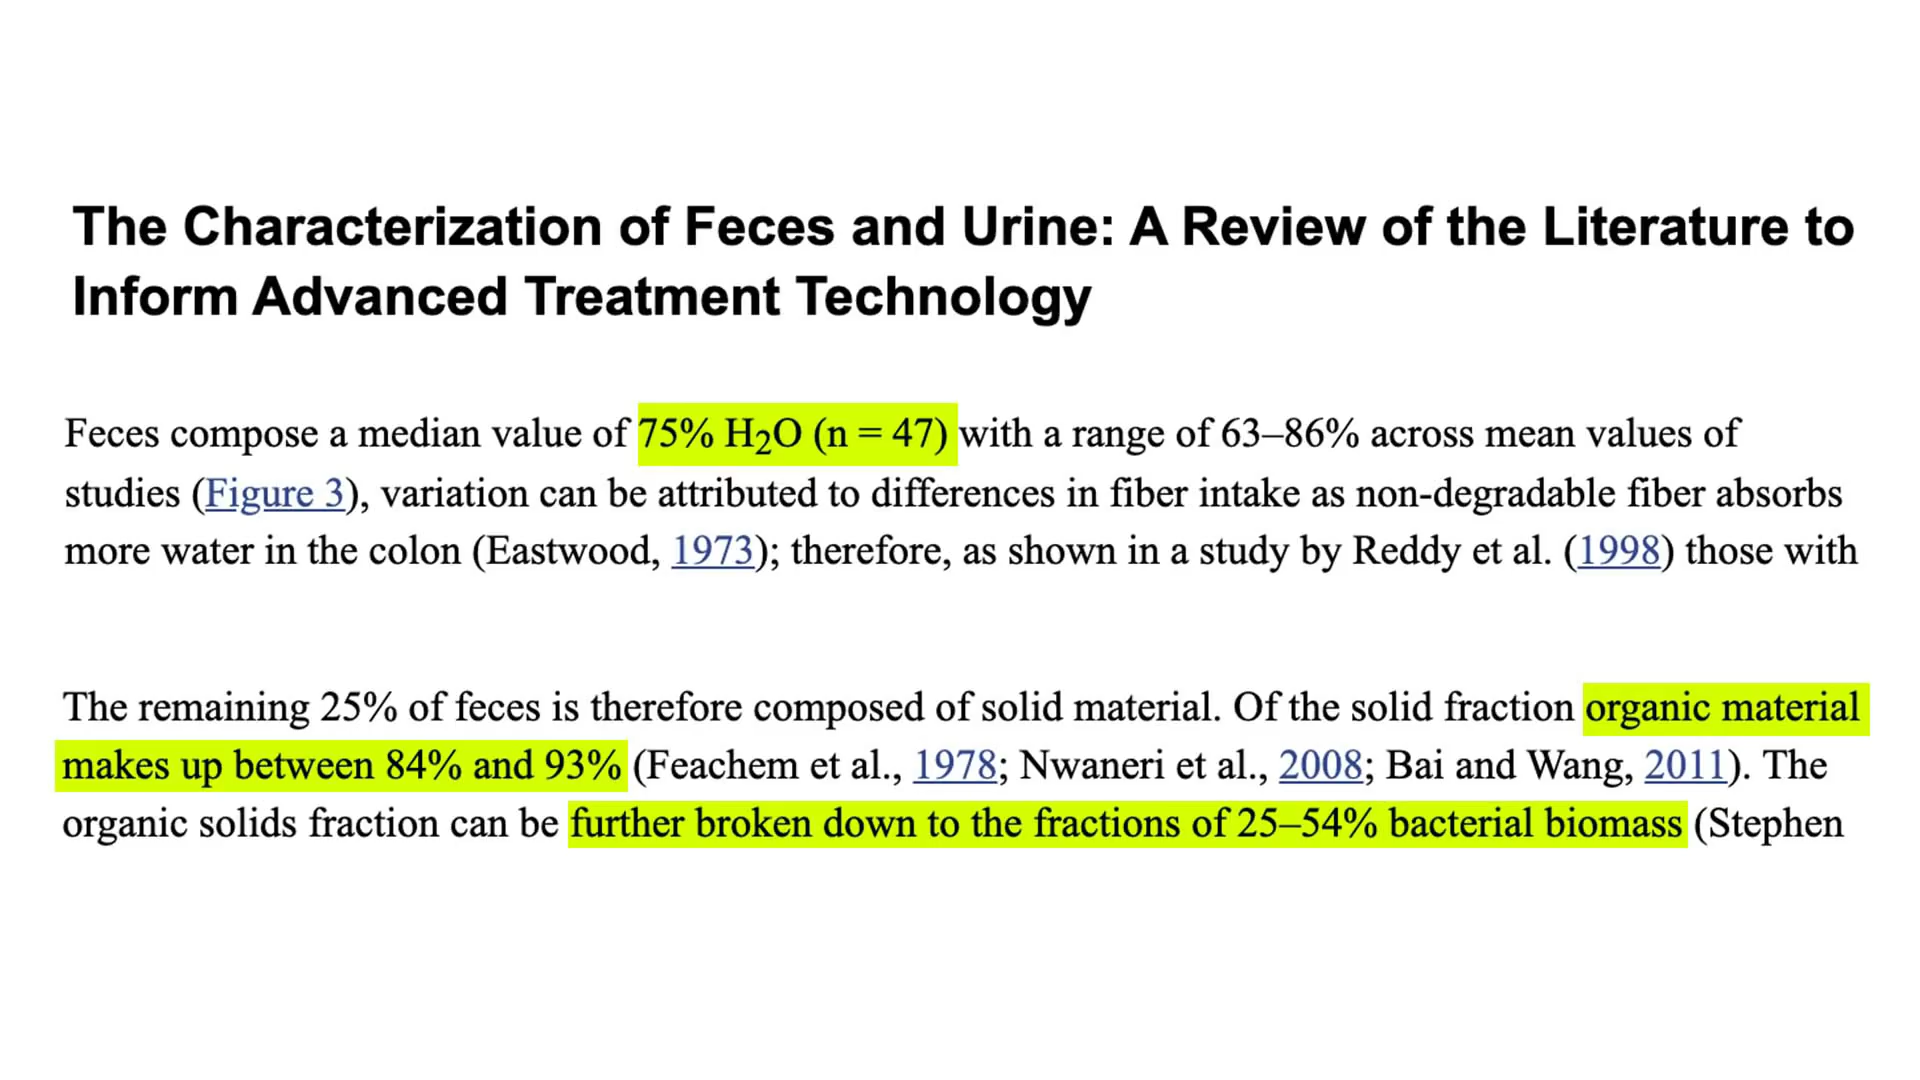 The Characterization of Feces and Urine: A Review of the Literature to
Inform Advanced Treatment Technology
Feces compose a median value of 75% H2O (n = 47) with a range of 63–86% across mean values of
studies (Figure 3), variation can be attributed to differences in fiber intake as non-degradable fiber absorbs
more water in the colon (Eastwood, 1973); therefore, as shown in a study by Reddy et al. (1998) those with
The remaining 25% of feces is therefore composed of solid material. Of the solid fraction organic material
makes up between 84% and 93% (Feachem et al., 1978; Nwaneri et al., 2008; Bai and Wang, 2011). The
organic solids fraction can be further broken down to the fractions of 25–54% bacterial biomass (Stephen